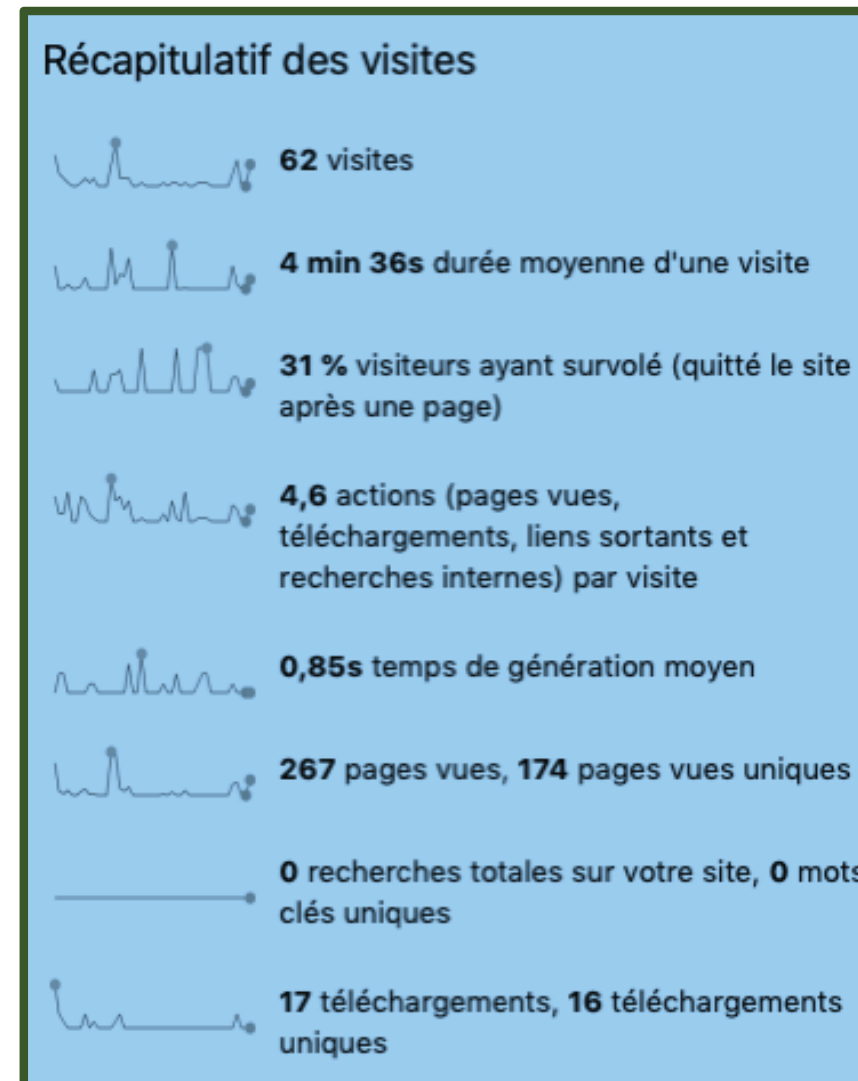 Récapitulatif des visites
62 visites
4 min 36s durée moyenne d'une visite
31 % visiteurs ayant survolé (quitté le site
après une page)
4,6 actions (pages vues,
téléchargements, liens sortants et
recherches internes) par visite
0,85s temps de génération moyen
267 pages vues, 174 pages vues uniques
0 recherches totales sur votre site, 0 mots
clés uniques
17 téléchargements, 16 téléchargements
uniques